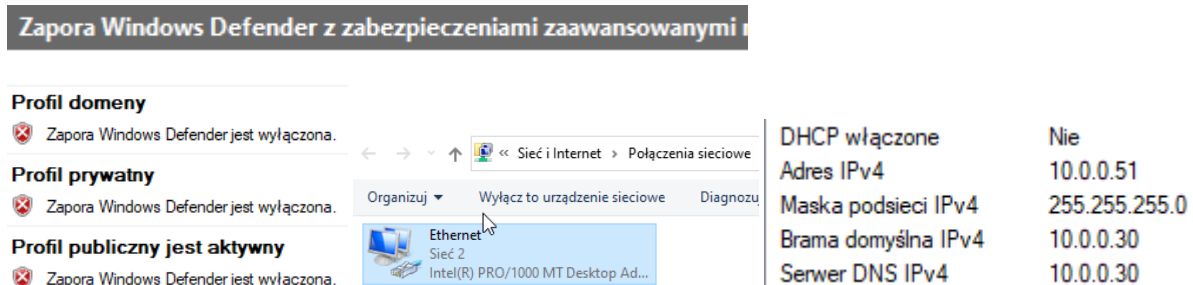 Zapora Windows Defender z zabezpieczeniami zaawansowanymi
Profil domeny
Zapora Windows Defender jest wyłączona.
Profil prywatny
Zapora Windows Defender jest wyłączona.
Profil publiczny jest aktywny
Zapora Windows Defender jest wyłączona.
« Sieć i Internet › Połączenia sieciowe
Organizuj Wyłącz to urządzenie sieciowe Diagnozuj
Ethernet
Sieć 2
Intel(R) PRO/1000 MT Desktop Ad...
DHCP włączone Nie
Adres IPv4 10.0.0.51
Maska podsieci IPv4 255.255.255.0
Brama domyślna IPv4 10.0.0.30
Serwer DNS IPv4 10.0.0.30